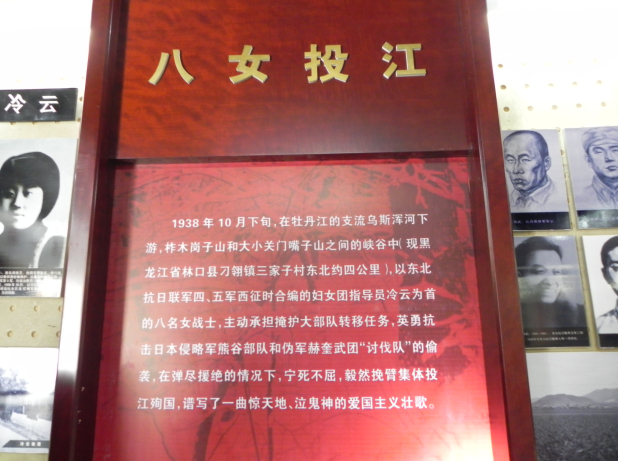 八女投江
冷云
1938年10月下旬，在牡丹江的支流乌斯浑河下
游，柞木岗子山和大小关门嘴子山之间的峡谷中(现黑
龙江省林口县刁翎镇三家子村东北约四公里)，以东北
抗日联军四、五军西征时合编的妇女团指导员冷云为首
的八名女战士，主动承担掩护大部队转移任务，英勇抗
击日本侵略军熊谷部队和伪军赫奎武团“讨伐队”的偷
袭，在弹尽援绝的情况下，宁死不屈，毅然挽臂集体投
江殉国，谱写了一曲惊天地、泣鬼神的爱国主义壮歌。